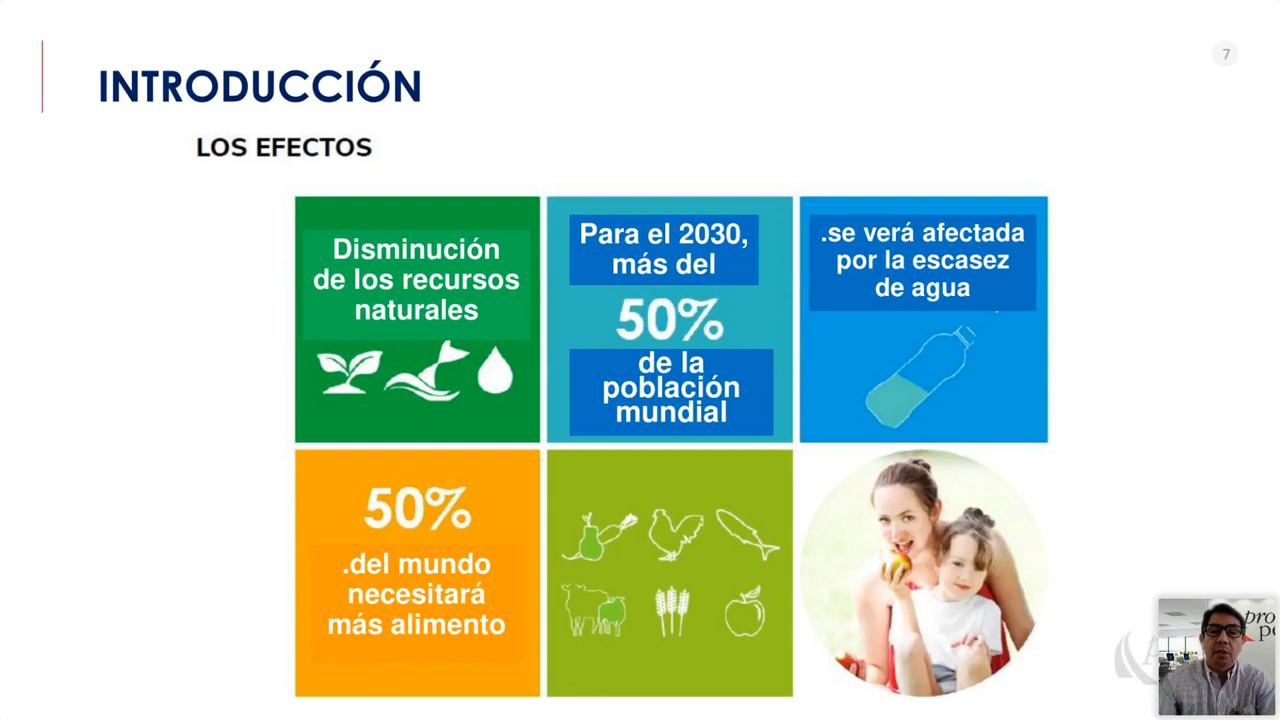 7
INTRODUCCIÓN
LOS EFECTOS
Disminución
de los recursos
naturales
Para el 2030,
más del
50%
de la
población
mundial
.se verá afectada
por la escasez
de agua
50%
.del mundo
necesitará
más alimento
pro